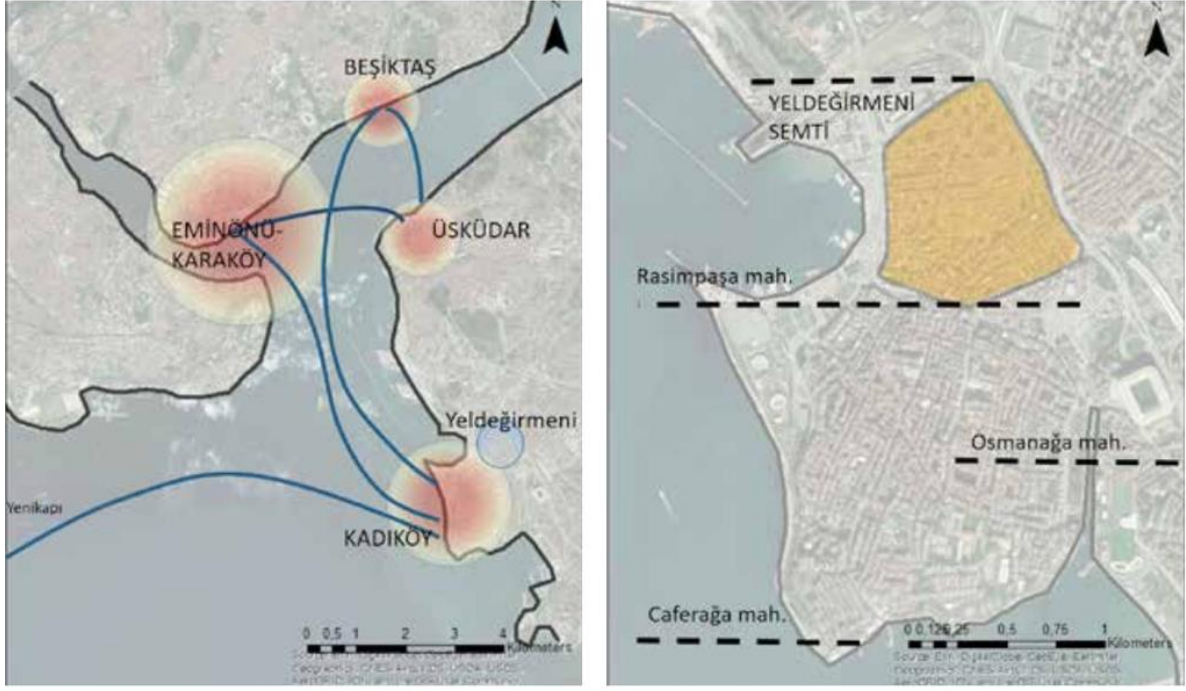 BEŞİKTAŞ
EMİNÖNÜ-
KARAKÖY
ÜSKÜDAR
Yeldeğirmeni
Yenikapı
KADIKÖY
0 0,5 1 2 3 4
Kilometers
YELDEĞİRMENİ
SEMTİ
Rasimpaşa mah.
Osmanağa mah.
Caferağa mah.
0 0,125 0,25 0,5 0,75 1
Kilometers